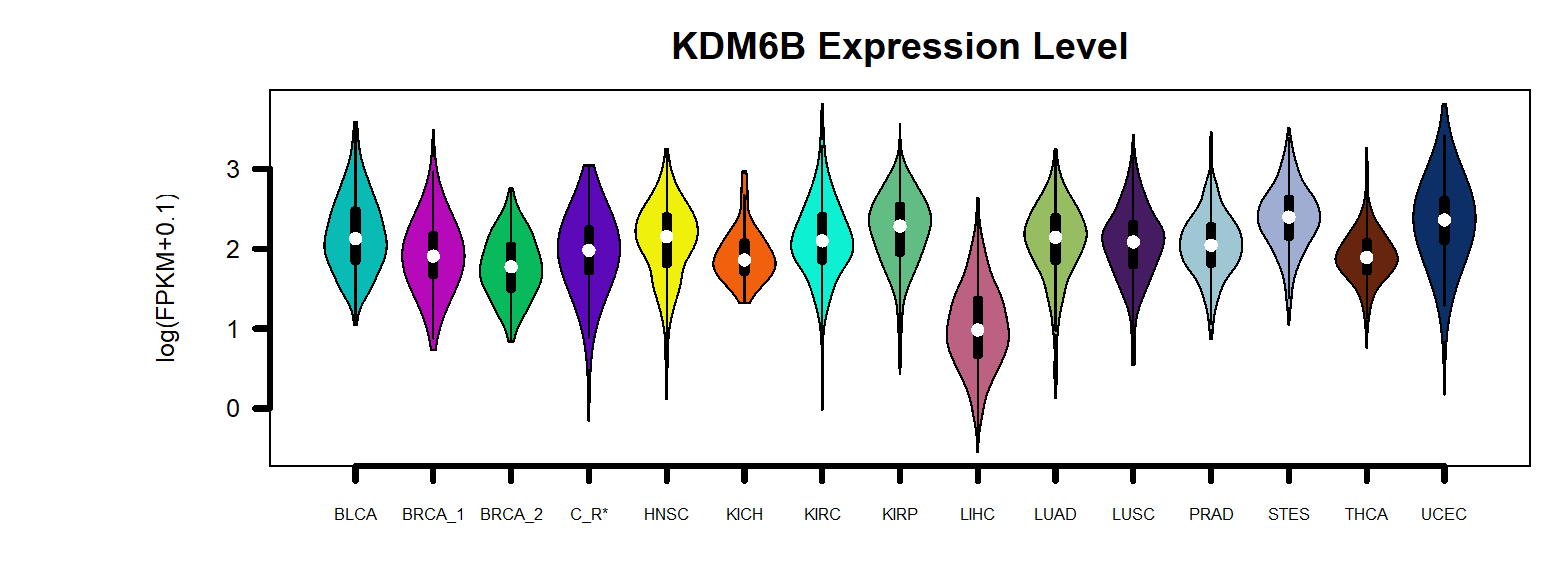 KDM6B Expression Level
log(FPKM+0.1)
3
2
1
0
BLCA BRCA_1 BRCA_2 C_R* HNSC KICH KIRC KIRP LIHC LUAD LUSC PRAD STES THCA UCEC